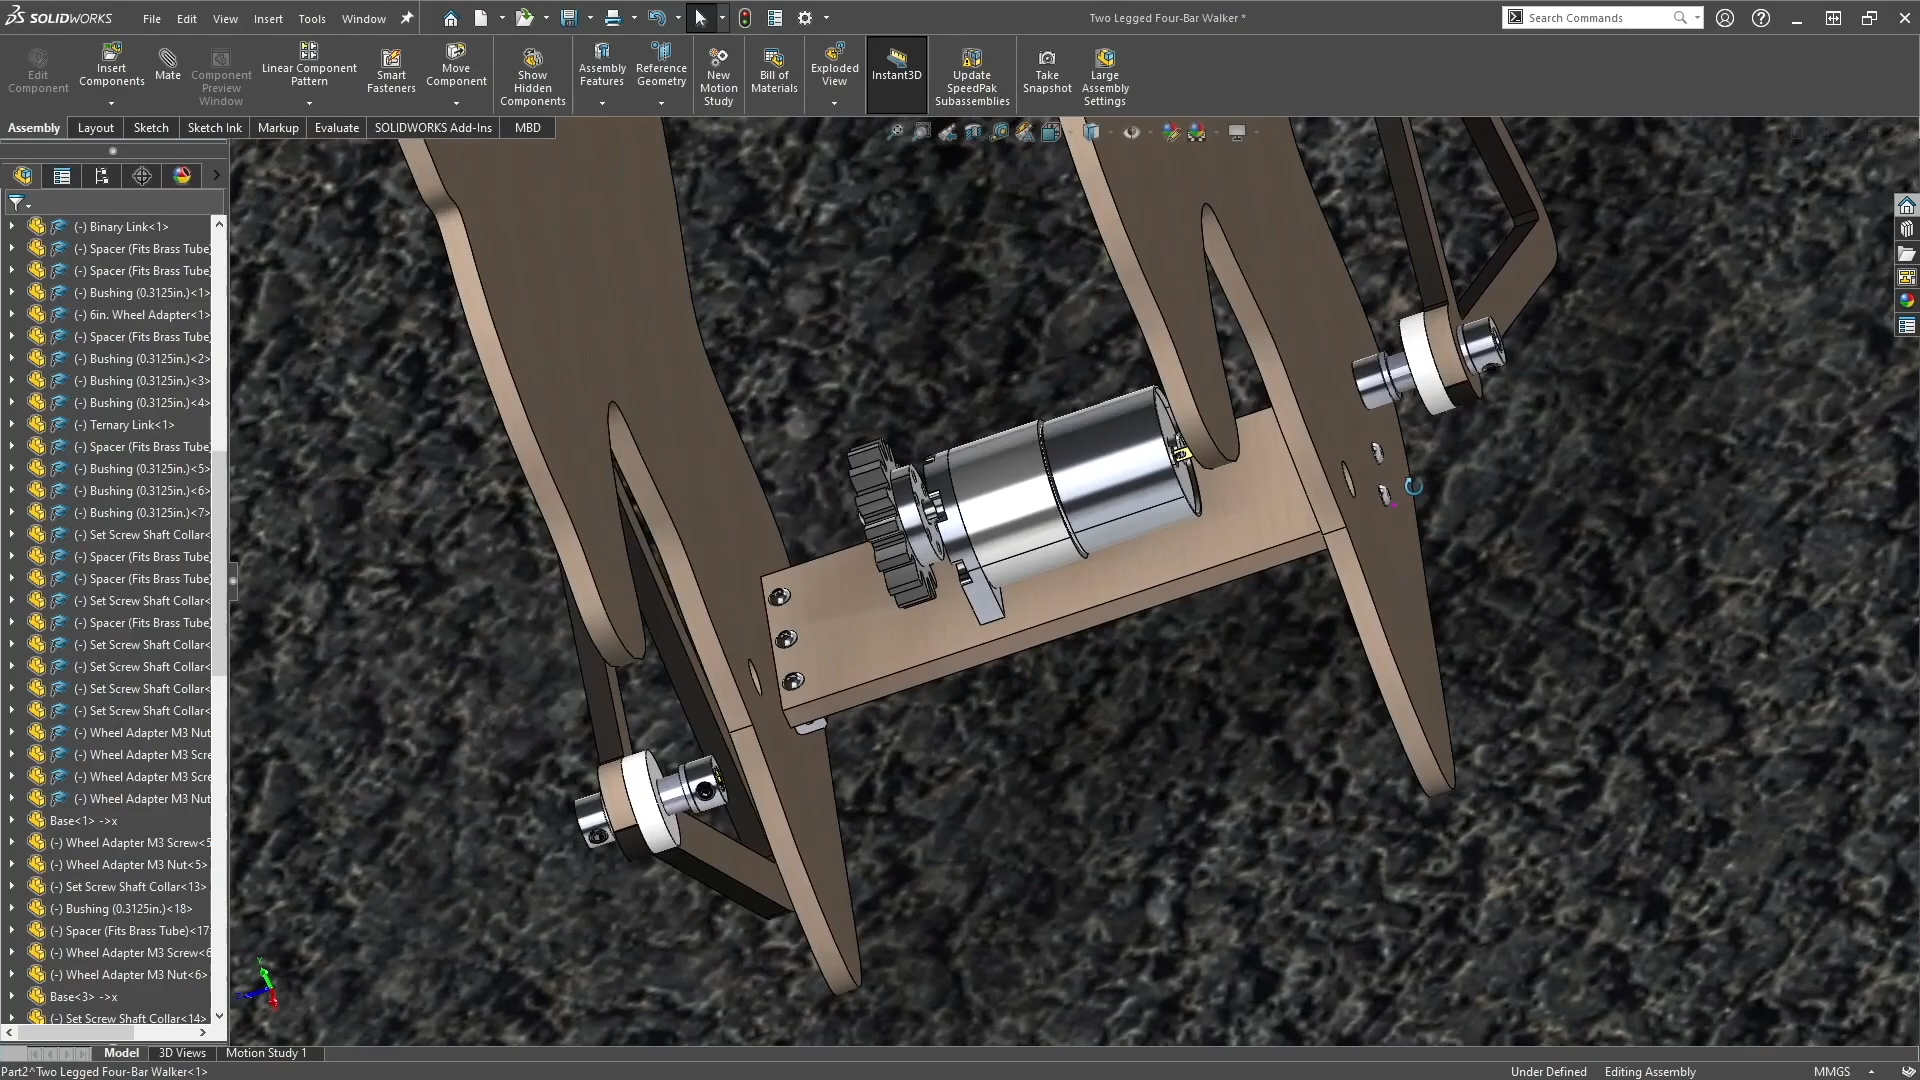 SOLIDWORKS
File
Edit
View
Insert
Tools
Window
Two Legged Four-Bar Walker *
Search Commands
Edit
Component
Insert
Components
Mate
Component
Preview
Window
Linear Component
Pattern
Smart
Fasteners
Move
Component
Show
Hidden
Components
Assembly
Features
Reference
Geometry
New
Motion
Study
Bill of
Materials
Exploded
View
Instant3D
Update
SpeedPak
Subassemblies
Take
Snapshot
Large
Assembly
Settings
Assembly
Layout
Sketch
Sketch Ink
Markup
Evaluate
SOLIDWORKS Add-Ins
MBD
(-) Binary Link<1>
(-) Spacer (Fits Brass Tube)
(-) Spacer (Fits Brass Tube)
(-) Bushing (0.3125in.)<1>
(-) 6in. Wheel Adapter<1>
(-) Spacer (Fits Brass Tube)
(-) Bushing (0.3125in.)<2>
(-) Bushing (0.3125in.)<3>
(-) Bushing (0.3125in.)<4>
(-) Ternary Link<1>
(-) Spacer (Fits Brass Tube)
(-) Bushing (0.3125in.)<5>
(-) Bushing (0.3125in.)<6>
(-) Bushing (0.3125in.)<7>
(-) Set Screw Shaft Collar<
(-) Spacer (Fits Brass Tube)
(-) Spacer (Fits Brass Tube)
(-) Set Screw Shaft Collar<
(-) Spacer (Fits Brass Tube)
(-) Set Screw Shaft Collar<
(-) Set Screw Shaft Collar<
(-) Set Screw Shaft Collar<
(-) Set Screw Shaft Collar<
(-) Wheel Adapter M3 Nut
(-) Wheel Adapter M3 Scre
(-) Wheel Adapter M3 Scre
(-) Wheel Adapter M3 Nut
Base<1> ->x
(-) Wheel Adapter M3 Screw<5
(-) Wheel Adapter M3 Nut<5>
(-) Set Screw Shaft Collar<13>
(-) Bushing (0.3125in.)<18>
(-) Spacer (Fits Brass Tube)<17
(-) Wheel Adapter M3 Screw<6
(-) Wheel Adapter M3 Nut<6>
Base<3> ->x
(-) Set Screw Shaft Collar<14>
Model
3D Views
Motion Study 1
Part2^Two Legged Four-Bar Walker<1>
Under Defined
Editing Assembly
MMGS